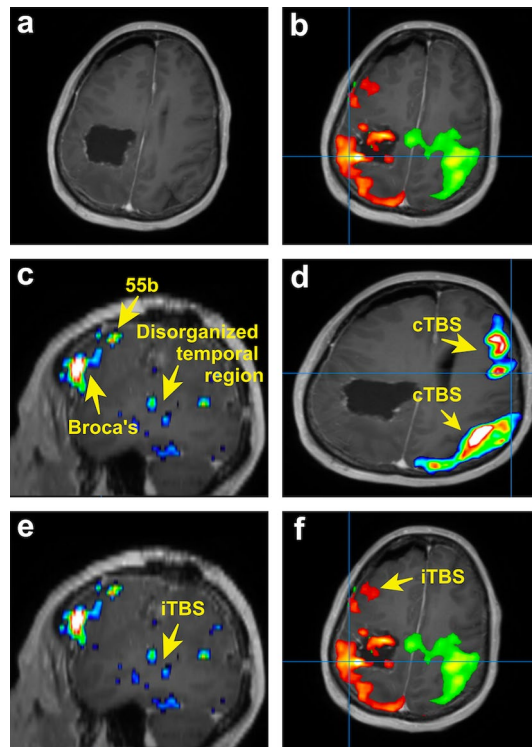 a
b
c
55b
Disorganized
temporal
region
Broca's
d
cTBS
cTBS
e
iTBS
f
iTBS